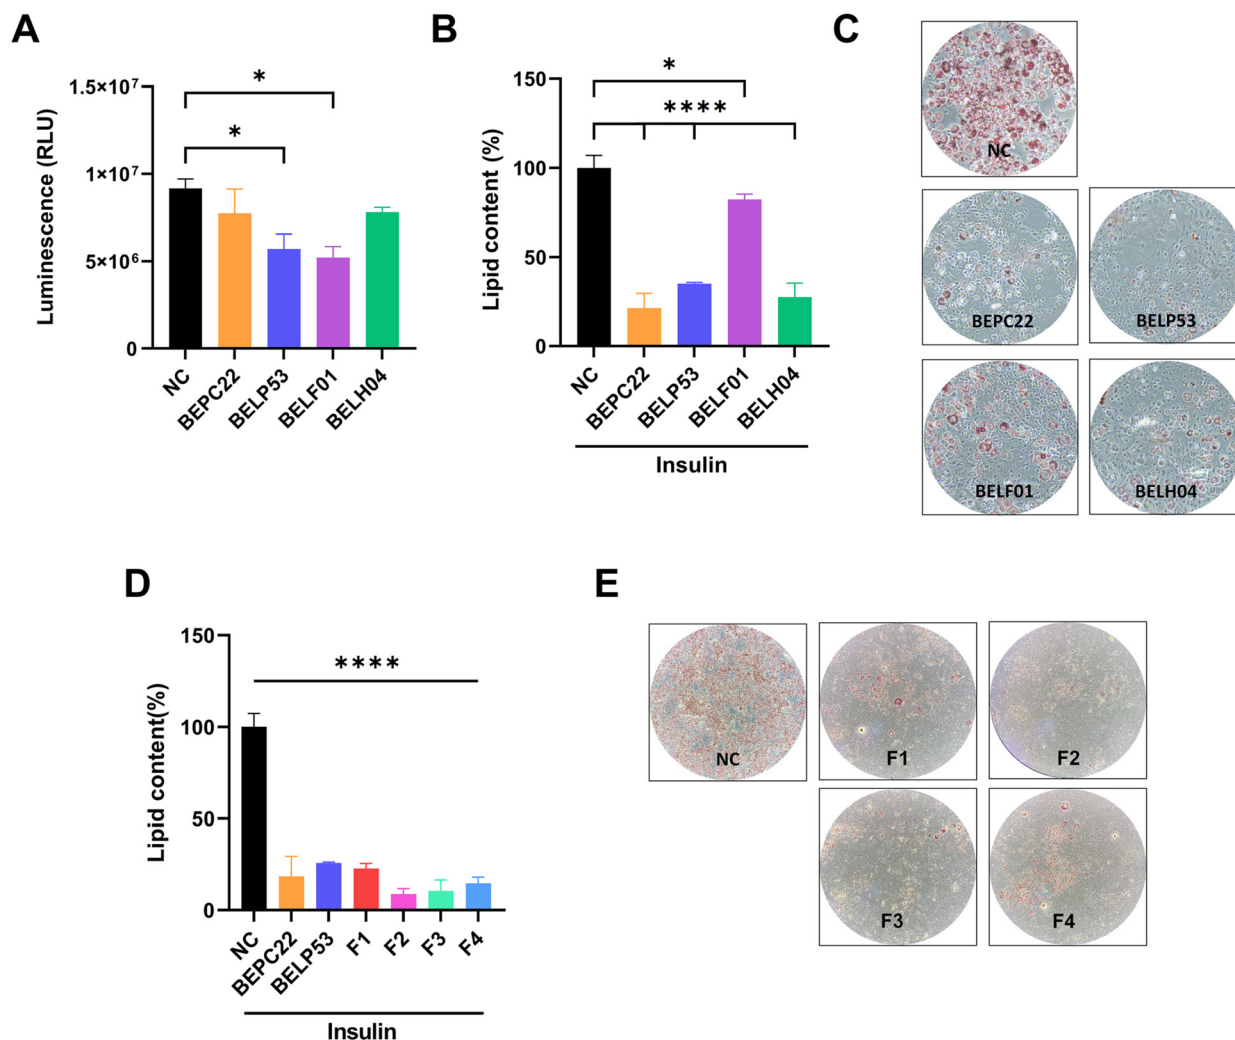 A
Luminescence (RLU)
1.5×10⁷
1×10⁷
5×10⁶
0
*
*
NC
BEPC22
BELP53
BELF01
BELH04
B
Lipid content (%)
150
100
50
0
*
****
NC
BEPC22
BELP53
BELF01
BELH04
Insulin
C
NC
BEPC22
BELP53
BELF01
BELH04
D
Lipid content(%)
150
100
50
0
****
NC
BEPC22
BELP53
F1
F2
F3
F4
Insulin
E
NC
F1
F2
F3
F4